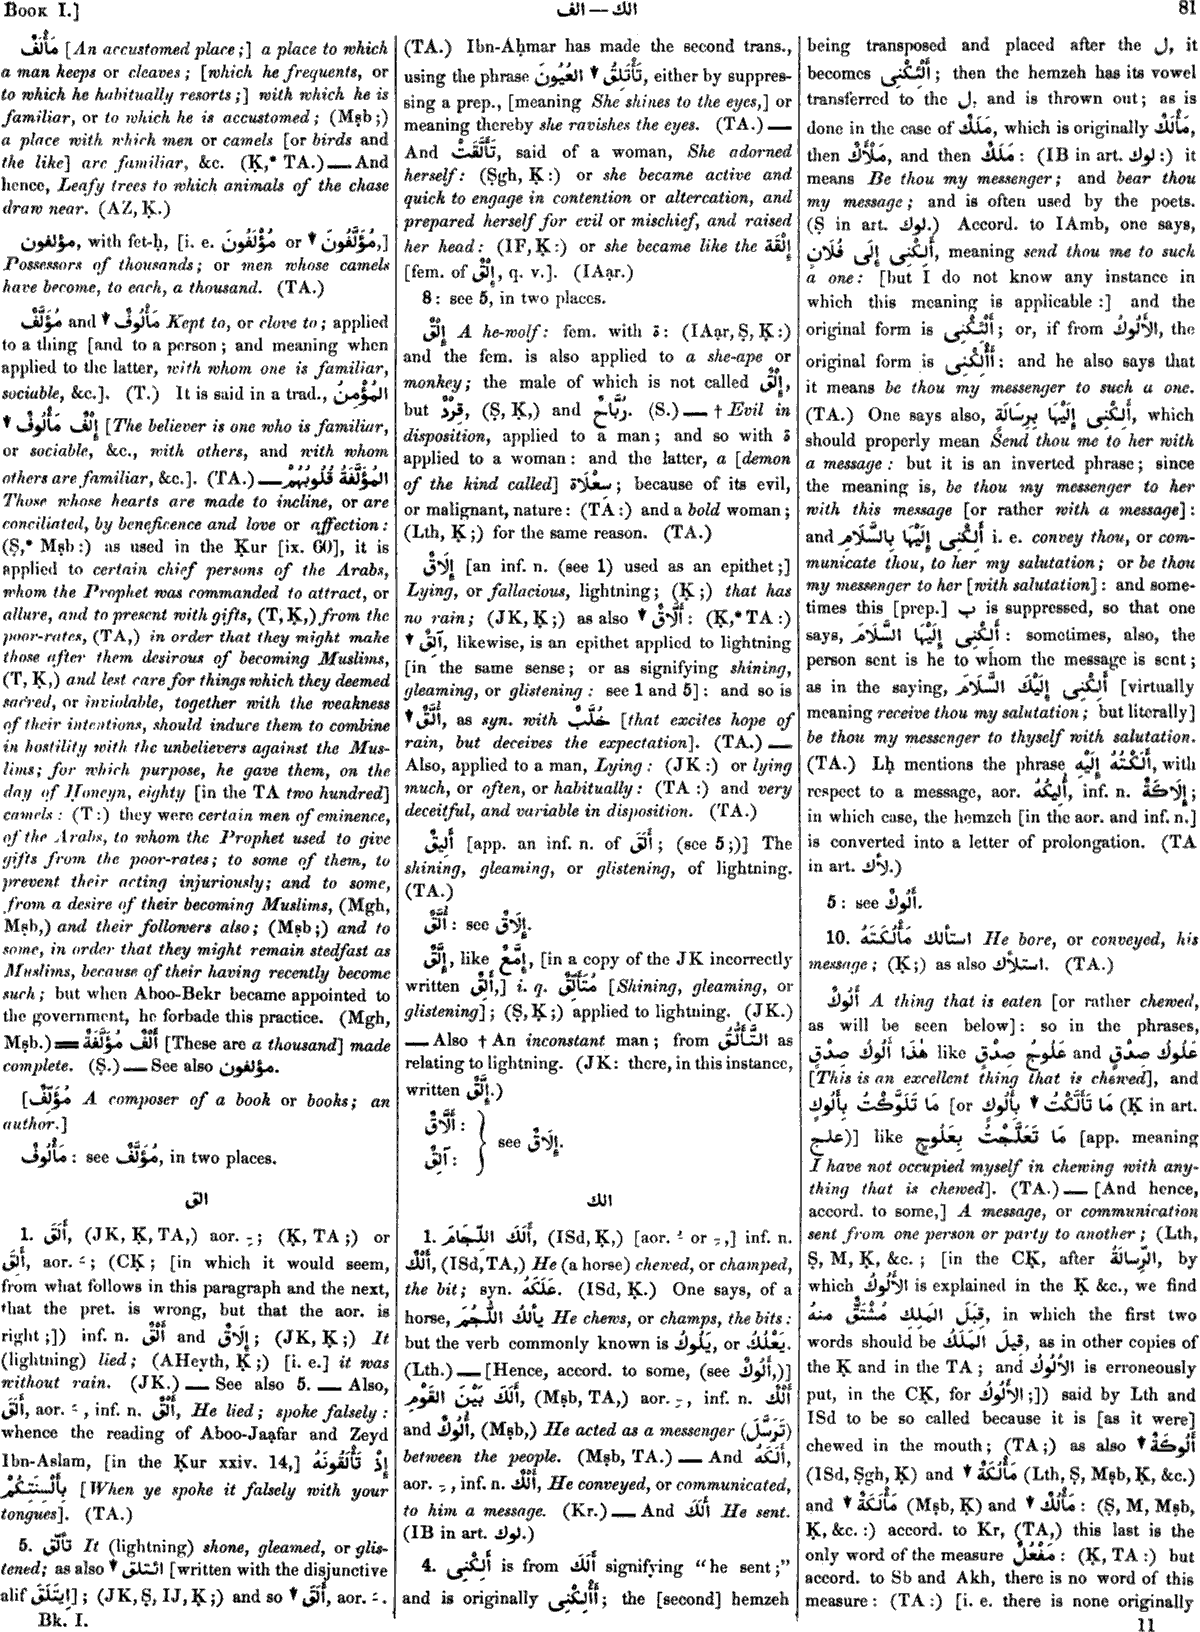 BOOK I.]
الك — الف
81
مَأْلَفٌ [An accustomed place;] a place to which
a man keeps or cleaves; [which he frequents, or
to which he habitually resorts;] with which he is
familiar, or to which he is accustomed; (Mṣb;)
a place with which men or camels [or birds and
the like] are familiar, &c. (Ḳ,* TA.) — And
hence, Leafy trees to which animals of the chase
draw near. (AZ, Ḳ.)
مؤلفون, with fet-ḥ, [i. e. مُؤْلَفُونَ or ▼ مُؤَلَّفُونَ,]
Possessors of thousands; or men whose camels
have become, to each, a thousand. (TA.)
مُؤَلَّفٌ and ▼ مَأْلُوفٌ Kept to, or clove to; applied
to a thing [and to a person; and meaning when
applied to the latter, with whom one is familiar,
sociable, &c.]. (T.) It is said in a trad., المُؤْمِنُ
▼ إِلْفٌ مَأْلُوفٌ [The believer is one who is familiar,
or sociable, &c., with others, and with whom
others are familiar, &c.]. (TA.) — المُؤَلَّفَةُ قُلُوبُهُمْ
Those whose hearts are made to incline, or are
conciliated, by beneficence and love or affection:
(Ṣ,* Mṣb:) as used in the Ḳur [ix. 60], it is
applied to certain chief persons of the Arabs,
whom the Prophet was commanded to attract, or
allure, and to present with gifts, (T, Ḳ,) from the
poor-rates, (TA,) in order that they might make
those after them desirous of becoming Muslims,
(T, Ḳ,) and lest care for things which they deemed
sacred, or inviolable, together with the weakness
of their intentions, should induce them to combine
in hostility with the unbelievers against the Mus-
lims; for which purpose, he gave them, on the
day of Honeyn, eighty [in the TA two hundred]
camels: (T:) they were certain men of eminence,
of the Arabs, to whom the Prophet used to give
gifts from the poor-rates; to some of them, to
prevent their acting injuriously; and to some,
from a desire of their becoming Muslims, (Mgh,
Mṣb,) and their followers also; (Mṣb;) and to
some, in order that they might remain stedfast as
Muslims, because of their having recently become
such; but when Aboo-Bekr became appointed to
the government, he forbade this practice. (Mgh,
Mṣb.) = أَلْفٌ مُؤَلَّفَةٌ [These are a thousand] made
complete. (Ṣ.) — See also مؤلفون.
[مُؤَلِّفٌ A composer of a book or books; an
author.]
مَأْلُوفٌ: see مُؤَلَّفٌ, in two places.
الق
1. أَلَقَ, (JK, Ḳ, TA,) aor. ـِ; (Ḳ, TA;) or
أَلِقَ, aor. ـَ; (CḲ; [in which it would seem,
from what follows in this paragraph and the next,
that the pret. is wrong, but that the aor. is
right;]) inf. n. أَلْقٌ and إِلَاقٌ; (JK, Ḳ;) It
(lightning) lied; (AHeyth, Ḳ;) [i. e.] it was
without rain. (JK.) — See also 5. — Also,
أَلَقَ, aor. ـِ, inf. n. أَلْقٌ, He lied; spoke falsely:
whence the reading of Aboo-Jaạfar and Zeyd
Ibn-Aslam, [in the Ḳur xxiv. 14,] إِذْ تَأْلَقُونَهُ
بِأَلْسِنَتِكُمْ [When ye spoke it falsely with your
tongues]. (TA.)
5. تألّق It (lightning) shone, gleamed, or glis-
tened; as also ▼ ائتلق [written with the disjunctive
alif اِيتَلَقَ]; (JK, Ṣ, IJ, Ḳ;) and so ▼ أَلَقَ, aor. ـِ.
Bk. I.
(TA.) Ibn-Aḥmar has made the second trans.,
using the phrase تَأْتَلِقُ ▼ العُيُونَ, either by suppres-
sing a prep., [meaning She shines to the eyes,] or
meaning thereby she ravishes the eyes. (TA.) —
And تَأَلَّقَتْ, said of a woman, She adorned
herself: (Ṣgh, Ḳ:) or she became active and
quick to engage in contention or altercation, and
prepared herself for evil or mischief, and raised
her head: (IF, Ḳ:) or she became like the إِلْقَة
[fem. of إِلْقٌ, q. v.]. (IAạr.)
8: see 5, in two places.
إِلْقٌ A he-wolf: fem. with ة: (IAạr, Ṣ, Ḳ:)
and the fem. is also applied to a she-ape or
monkey; the male of which is not called إِلْقٌ,
but قِرْدٌ, (Ṣ, Ḳ,) and رُبَّاحٌ. (S.) — † Evil in
disposition, applied to a man; and so with ة
applied to a woman: and the latter, a [demon
of the kind called] سِعْلَاة; because of its evil,
or malignant, nature: (TA:) and a bold woman;
(Lth, Ḳ;) for the same reason. (TA.)
إِلَاقٌ [an inf. n. (see 1) used as an epithet;]
Lying, or fallacious, lightning; (Ḳ;) that has
no rain; (JK, Ḳ;) as also ▼ أَلَّاقٌ: (Ḳ,* TA:)
▼ آلِقٌ, likewise, is an epithet applied to lightning
[in the same sense; or as signifying shining,
gleaming, or glistening: see 1 and 5]: and so is
▼ أُلَّقٌ, as syn. with خُلَّبٌ [that excites hope of
rain, but deceives the expectation]. (TA.) —
Also, applied to a man, Lying: (JK:) or lying
much, or often, or habitually: (TA:) and very
deceitful, and variable in disposition. (TA.)
أَلِيقٌ [app. an inf. n. of أَلَقَ; (see 5;)] The
shining, gleaming, or glistening, of lightning.
(TA.)
أُلَّقٌ: see إِلَاقٌ.
إِلَّقٌ, like إِمَّعٌ, [in a copy of the JK incorrectly
written أَلِقٌ,] i. q. مُتَأَلِّقٌ [Shining, gleaming, or
glistening]; (Ṣ, Ḳ;) applied to lightning. (JK.)
— Also † An inconstant man; from التَّأَلُّقُ as
relating to lightning. (JK: there, in this instance,
written إِلَّقٌ.)
أَلَّاقٌ:
آلِقٌ: } see إِلَاقٌ.
الك
1. أَلَكَ اللِّجَامَ, (ISd, Ḳ,) [aor. ـُ or ـِ,] inf. n.
أَلْكٌ, (ISd, TA,) He (a horse) chewed, or champed,
the bit; syn. عَلَكَهُ. (ISd, Ḳ.) One says, of a
horse, يألك اللُّجُمَ He chews, or champs, the bits:
but the verb commonly known is يَلُوكُ, or يَعْلُكُ.
(Lth.) — [Hence, accord. to some, (see أَلُوكٌ,)]
أَلَكَ بَيْنَ القَوْمِ, (Mṣb, TA,) aor. ـِ, inf. n. أَلْكٌ
and أُلُوكٌ, (Mṣb,) He acted as a messenger (تَرَسَّلَ)
between the people. (Mṣb, TA.) — And أَلَكَهُ,
aor. ـِ, inf. n. أَلْكٌ, He conveyed, or communicated,
to him a message. (Kr.) — And أَلَكَ He sent.
(IB in art. لوك.)
4. أَلِكْنِى is from أَلَكَ signifying "he sent;"
and is originally أَأْلِكْنِى; the [second] hemzeh
being transposed and placed after the ل, it
becomes أَلْئِكْنِى; then the hemzeh has its vowel
transferred to the ل, and is thrown out; as is
done in the case of مَلَكٌ, which is originally مَأْلَكٌ,
then مَلْأَكٌ, and then مَلَكٌ: (IB in art. لوك:) it
means Be thou my messenger; and bear thou
my message; and is often used by the poets.
(Ṣ in art. لوك.) Accord. to IAmb, one says,
أَلِكْنِى إِلَى فُلَانٍ, meaning send thou me to such
a one: [but I do not know any instance in
which this meaning is applicable:] and the
original form is أَلْئِكْنِى; or, if from الأَلُوكُ, the
original form is أَأْلِكْنِى: and he also says that
it means be thou my messenger to such a one.
(TA.) One says also, أَلِكْنِى إِلَيْهَا بِرِسَالَةٍ, which
should properly mean Send thou me to her with
a message: but it is an inverted phrase; since
the meaning is, be thou my messenger to her
with this message [or rather with a message]:
and أَلِكْنِى إِلَيْهَا بِالسَّلَامِ i. e. convey thou, or com-
municate thou, to her my salutation; or be thou
my messenger to her [with salutation]: and some-
times this [prep.] ب is suppressed, so that one
says, أَلِكْنِى إِلَيْهَا السَّلَامَ: sometimes, also, the
person sent is he to whom the message is sent;
as in the saying, أَلِكْنِى إِلَيْكَ السَّلَامَ [virtually
meaning receive thou my salutation; but literally]
be thou my messenger to thyself with salutation.
(TA.) Lḥ mentions the phrase أَلَكْتُهُ إِلَيْهِ, with
respect to a message, aor. أُلِيكُهُ, inf. n. إِلَاكَةٌ;
in which case, the hemzeh [in the aor. and inf. n.]
is converted into a letter of prolongation. (TA
in art. لأك.)
5: see أَلُوكٌ.
10. استألك مَأْلُكَتَهُ He bore, or conveyed, his
message; (Ḳ;) as also استلأك. (TA.)
أَلُوكٌ A thing that is eaten [or rather chewed,
as will be seen below]: so in the phrases,
هٰذَا أَلُوكُ صِدْقٍ like عَلُوجُ صِدْقٍ and عَلُوكُ صِدْقٍ
[This is an excellent thing that is chewed], and
مَا تَلَوَّكْتُ بِأَلُوكٍ [or مَا تَأَلَّكْتُ ▼ بِأَلُوكٍ (Ḳ in art.
علج)] like مَا تَعَلَّجْتُ بِعَلُوجٍ [app. meaning
I have not occupied myself in chewing with any-
thing that is chewed]. (TA.) — [And hence,
accord. to some,] A message, or communication
sent from one person or party to another; (Lth,
Ṣ, M, Ḳ, &c.; [in the CḲ, after الرِّسالَةُ, by
which الأَلُوكُ is explained in the Ḳ &c., we find
قِبَلَ المَلِك مُشْتَقٌّ منه, in which the first two
words should be قِيلَ المَلَكُ, as in other copies of
the Ḳ and in the TA; and الاُلُوكُ is erroneously
put, in the CḲ, for الأَلُوكُ;]) said by Lth and
ISd to be so called because it is [as it were]
chewed in the mouth; (TA;) as also ▼ أَلُوكَةٌ
(ISd, Ṣgh, Ḳ) and ▼ مَأْلُكَةٌ (Lth, Ṣ, Mṣb, Ḳ, &c.)
and ▼ مَأْلَكَةٌ (Mṣb, Ḳ) and ▼ مَأْلُكٌ: (Ṣ, M, Mṣb,
Ḳ, &c.:) accord. to Kr, (TA,) this last is the
only word of the measure مَفْعُلٌ: (Ḳ, TA:) but
accord. to Sb and Akh, there is no word of this
measure: (TA:) [i. e. there is none originally
11